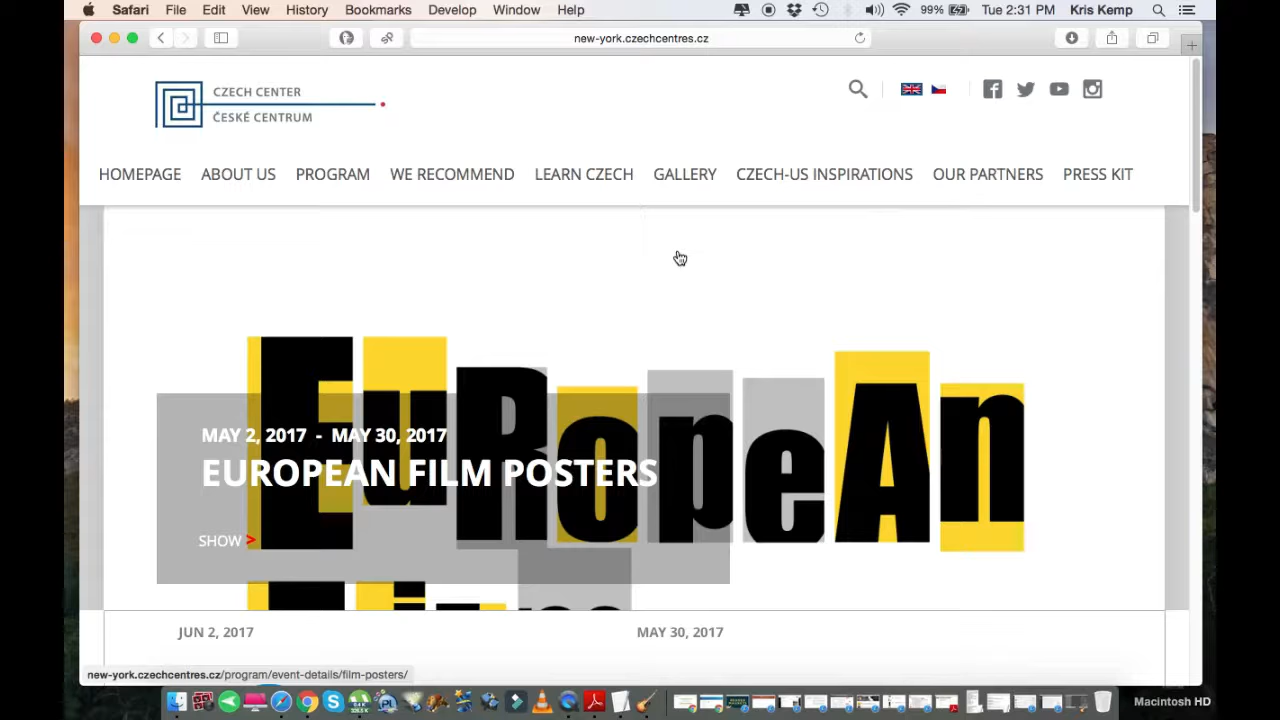 Safari File Edit View History Bookmarks Develop Window Help 99% Tue 2:31 PM Kris Kemp
new-york.czechcentres.cz
CZECH CENTER
ČESKÉ CENTRUM
HOMEPAGE ABOUT US PROGRAM WE RECOMMEND LEARN CZECH GALLERY CZECH-US INSPIRATIONS OUR PARTNERS PRESS KIT
EuRopeAn
MAY 2, 2017 - MAY 30, 2017
EUROPEAN FILM POSTERS
SHOW >
JUN 2, 2017 MAY 30, 2017
new-york.czechcentres.cz/program/event-details/film-posters/
Macintosh HD